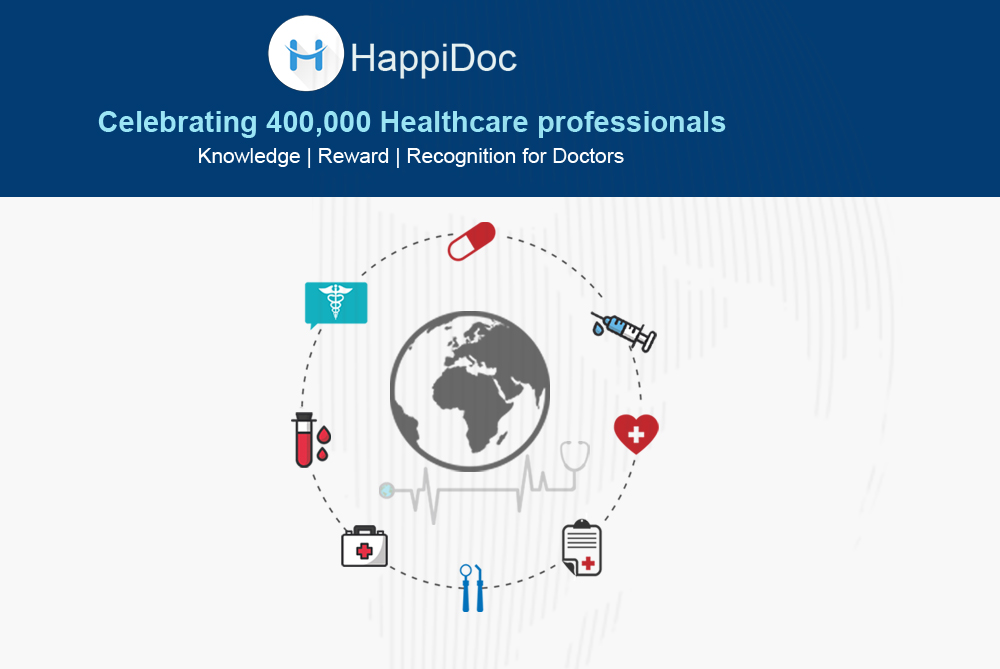 HappiDoc
Celebrating 400,000 Healthcare professionals
Knowledge | Reward | Recognition for Doctors